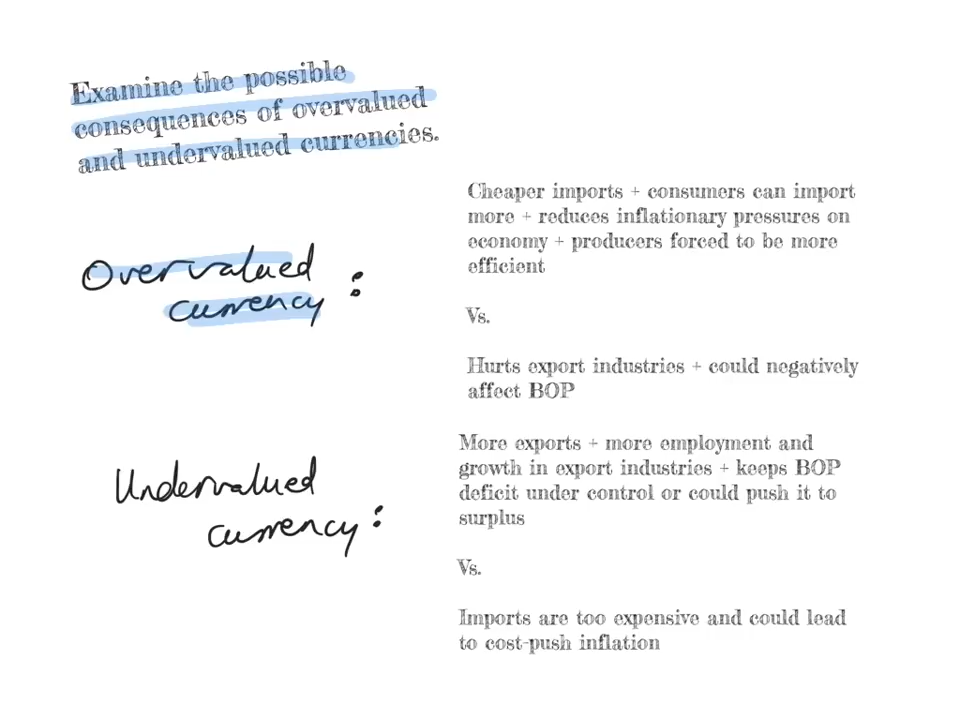 Examine the possible
consequences of overvalued
and undervalued currencies.
Overvalued
currency :
Cheaper imports + consumers can import
more + reduces inflationary pressures on
economy + producers forced to be more
efficient
Vs.
Hurts export industries + could negatively
affect BOP
Undervalued
currency :
More exports + more employment and
growth in export industries + keeps BOP
deficit under control or could push it to
surplus
Vs.
Imports are too expensive and could lead
to cost-push inflation